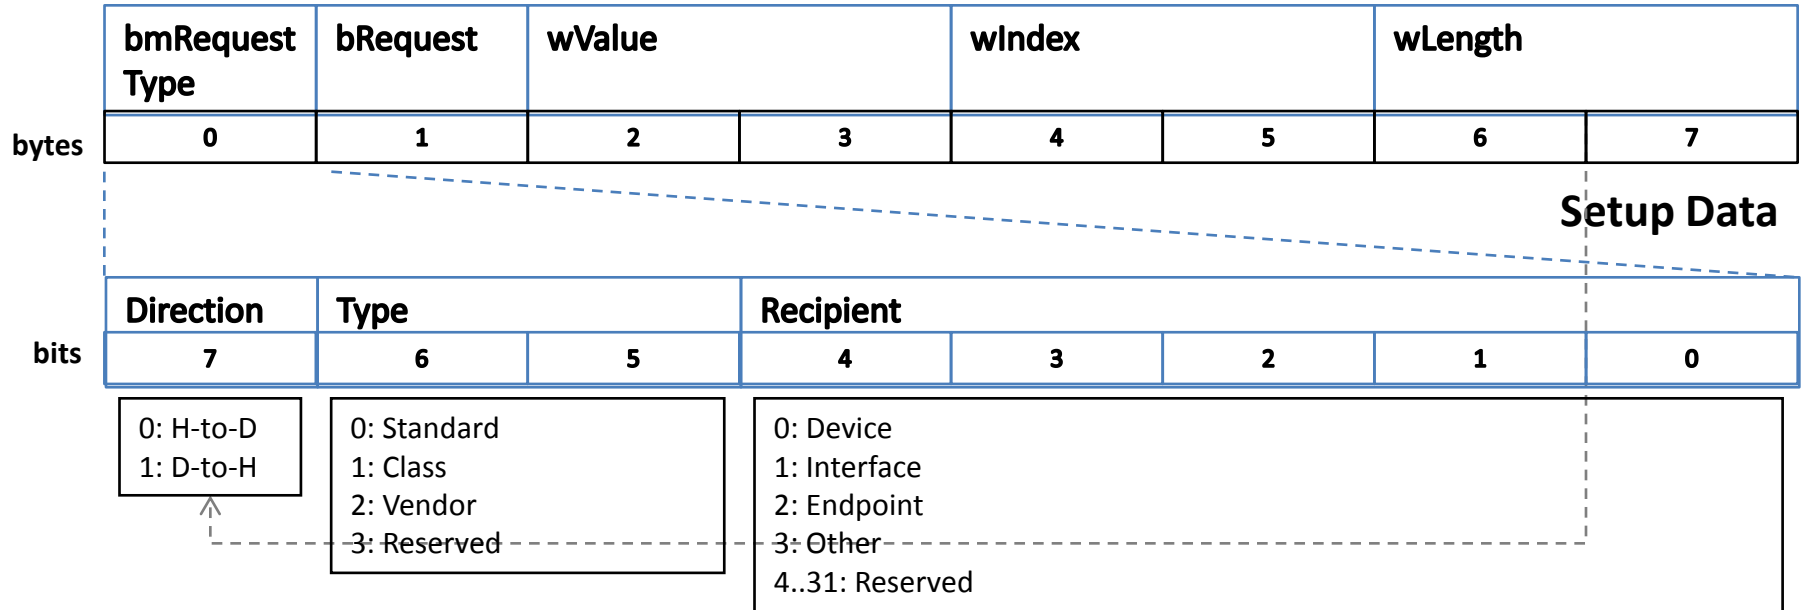 bmRequest bRequest wValue wIndex wLength
Type
bytes 0 1 2 3 4 5 6 7
Setup Data
Direction Type Recipient
bits 7 6 5 4 3 2 1 0
0: H-to-D
1: D-to-H
0: Standard
1: Class
2: Vendor
3: Reserved
0: Device
1: Interface
2: Endpoint
3: Other
4..31: Reserved